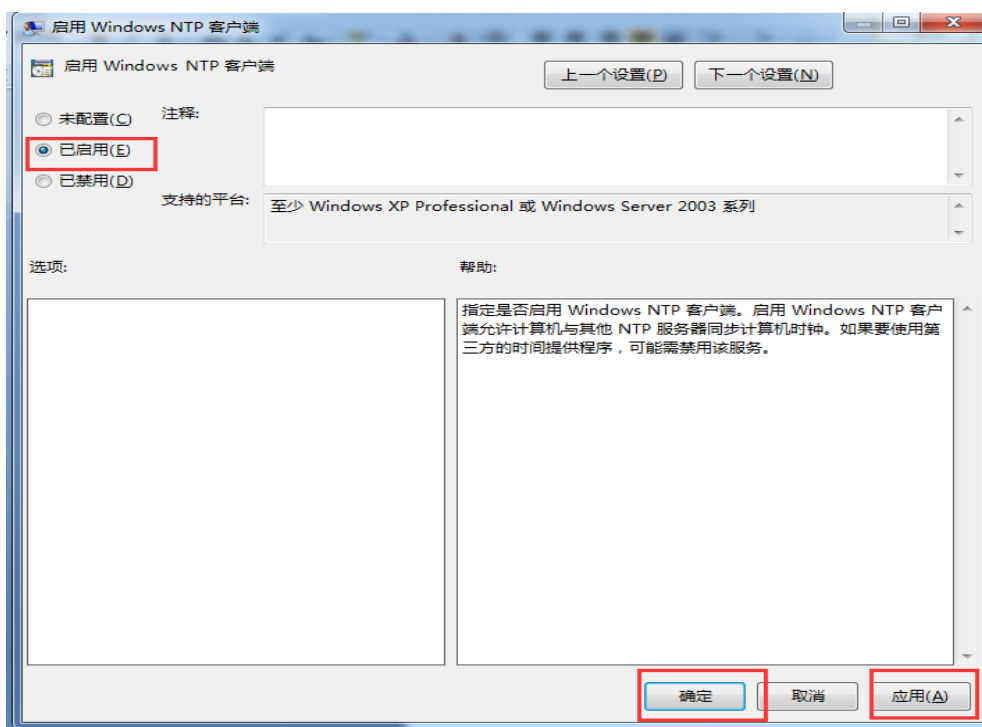 启用 Windows NTP 客户端
启用 Windows NTP 客户端
上一个设置(P)
下一个设置(N)
未配置(C)
注释:
已启用(E)
已禁用(D)
支持的平台:
至少 Windows XP Professional 或 Windows Server 2003 系列
选项:
帮助:
指定是否启用 Windows NTP 客户端。启用 Windows NTP 客户
端允许计算机与其他 NTP 服务器同步计算机时钟。如果要使用第
三方的时间提供程序，可能需禁用该服务。
确定
取消
应用(A)